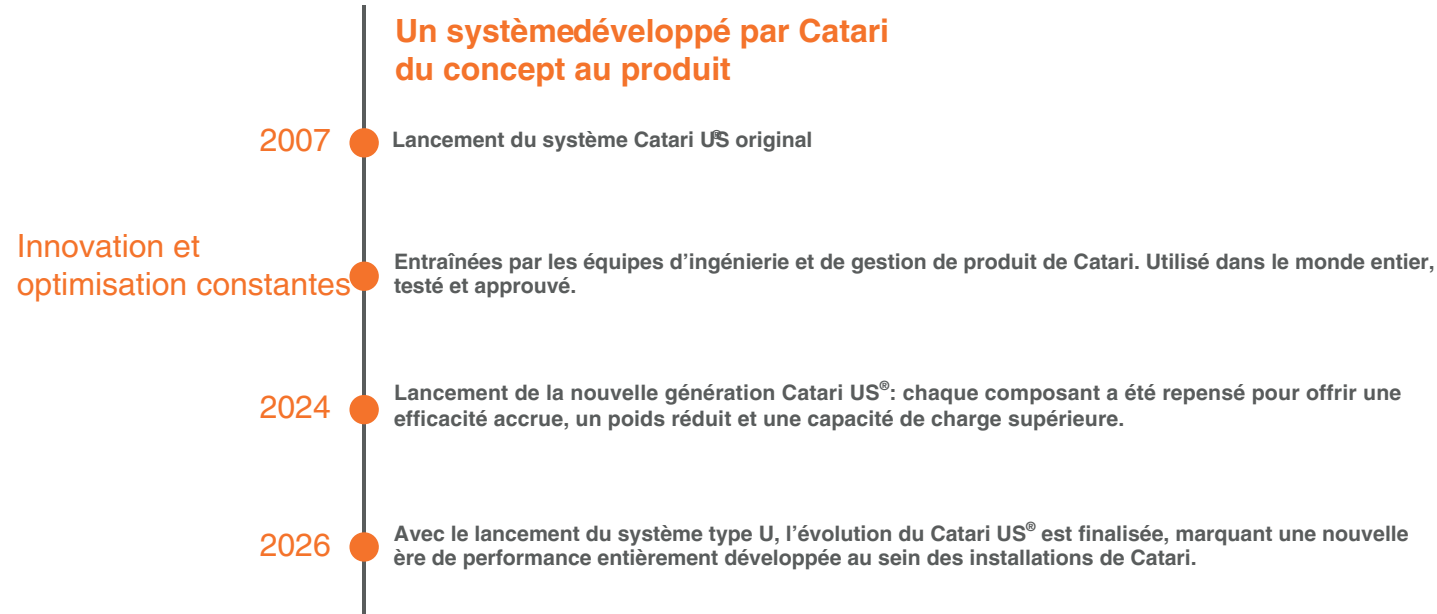 Un systèmedéveloppé par Catari
du concept au produit
2007
Lancement du système Catari US® original
Innovation et
optimisation constantes
Entraînées par les équipes d’ingénierie et de gestion de produit de Catari. Utilisé dans le monde entier,
testé et approuvé.
2024
Lancement de la nouvelle génération Catari US®: chaque composant a été repensé pour offrir une
efficacité accrue, un poids réduit et une capacité de charge supérieure.
2026
Avec le lancement du système type U, l’évolution du Catari US® est finalisée, marquant une nouvelle
ère de performance entièrement développée au sein des installations de Catari.